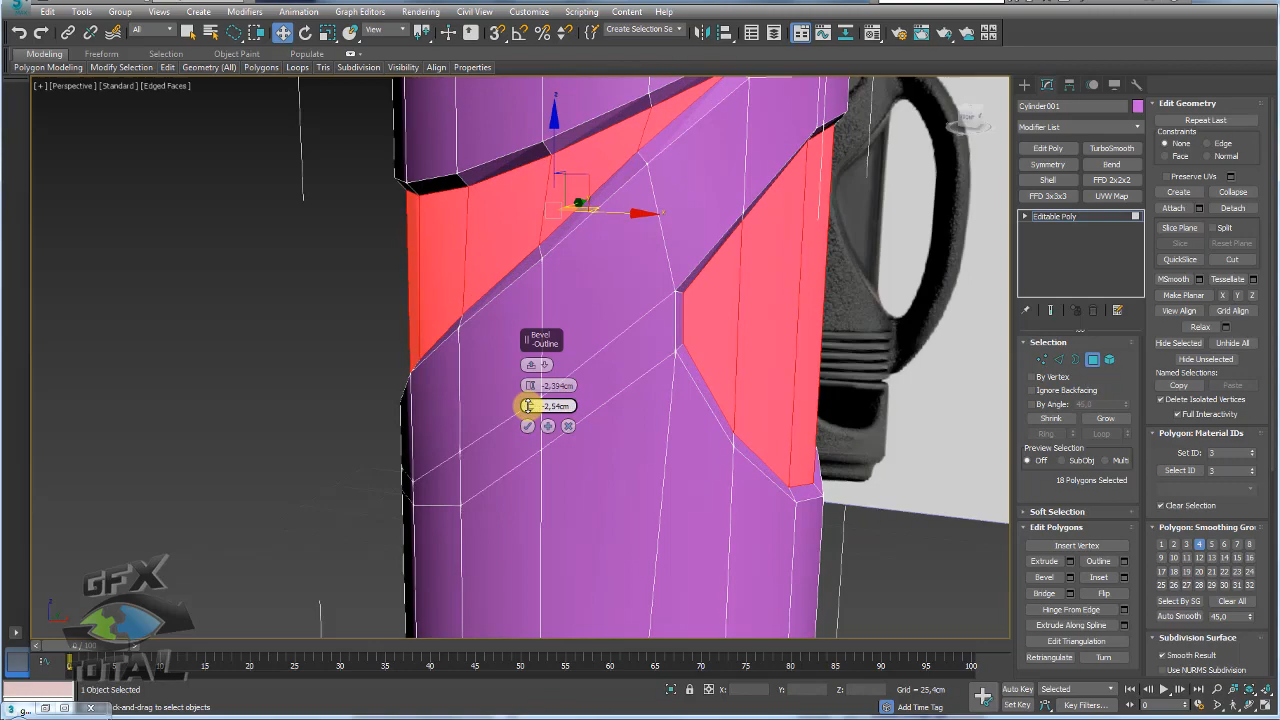 Edit Tools Group Views Create Modifiers Animation Graph Editors Rendering Civil View Customize Scripting Content Help
All View Create Selection Se
Modeling Freeform Selection Object Paint Populate
Polygon Modeling Modify Selection Edit Geometry (All) Polygons Loops Tris Subdivision Visibility Align Properties
[+] [Perspective] [Standard] [Edged Faces]
Bevel
-Outline
-2,394cm
-2,54cm
GFX
TOTAL
Cylinder001
Modifier List
Edit Poly TurboSmooth
Symmetry Bend
Shell FFD 2x2x2
FFD 3x3x3 UVW Map
Editable Poly
Selection
By Vertex
Ignore Backfacing
By Angle: 45,0
Shrink Grow
Ring Loop
Preview Selection
Off SubObj Multi
18 Polygons Selected
Soft Selection
Edit Polygons
Insert Vertex
Extrude Outline
Bevel Inset
Bridge Flip
Hinge From Edge
Extrude Along Spline
Edit Triangulation
Retriangulate Turn
Edit Geometry
Repeat Last
Constraints
None Edge
Face Normal
Preserve UVs
Create Collapse
Attach Detach
Slice Plane Split
Slice Reset Plane
QuickSlice Cut
MSmooth Tessellate
Make Planar X Y Z
View Align Grid Align
Relax
Hide Selected Unhide All
Hide Unselected
Named Selections:
Copy Paste
Delete Isolated Vertices
Full Interactivity
Polygon: Material IDs
Set ID: 3
Select ID 3
Clear Selection
Polygon: Smoothing Gro
1 2 3 4 5 6 7 8
9 10 11 12 13 14 15 16
17 18 19 20 21 22 23 24
25 26 27 28 29 30 31 32
Select By SG Clear All
Auto Smooth 45,0
Subdivision Surface
Smooth Result
Use NURMS Subdivision
0 / 100
15 20 25 30 35 40 45 50 55 60 65 70 75 80 85 90 95 100
1 Object Selected X: Y: Z: Grid = 25,4cm Auto Key Selected
ck-and-drag to select objects Add Time Tag Set Key Key Filters... 0
3 g...